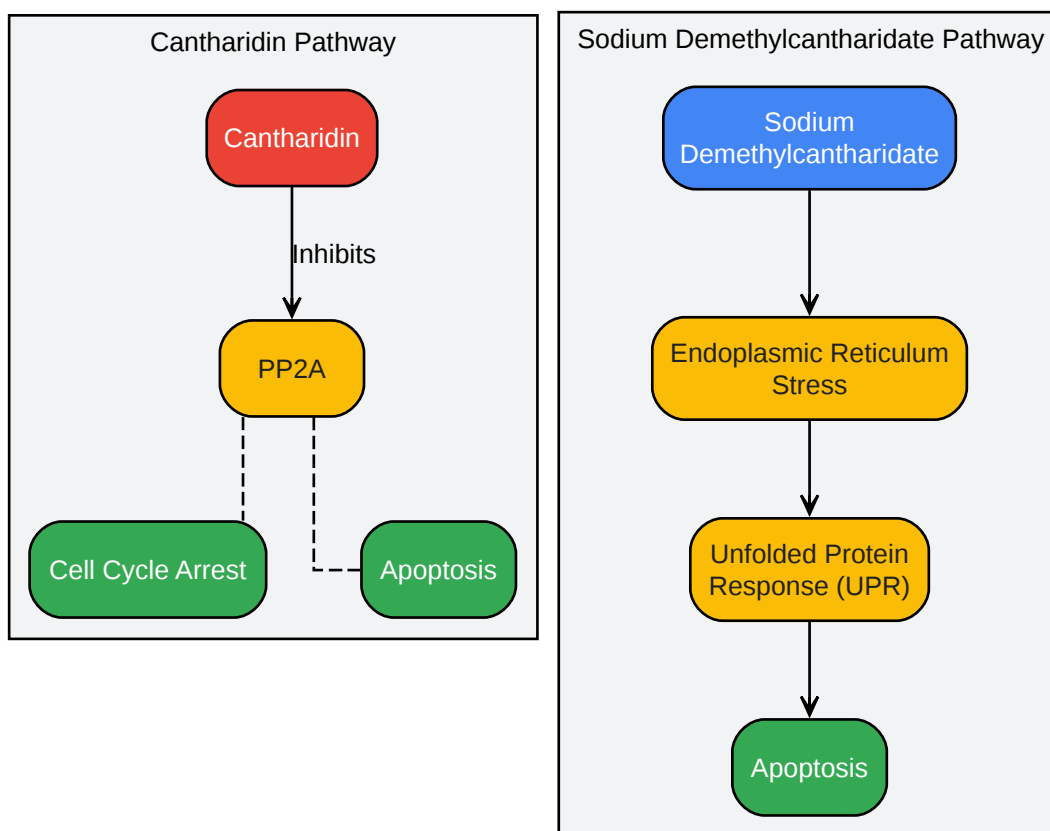 Cantharidin Pathway
Cantharidin
Inhibits
PP2A
Cell Cycle Arrest
Apoptosis
Sodium Demethylcantharidate Pathway
Sodium
Demethylcantharidate
Endoplasmic Reticulum
Stress
Unfolded Protein
Response (UPR)
Apoptosis